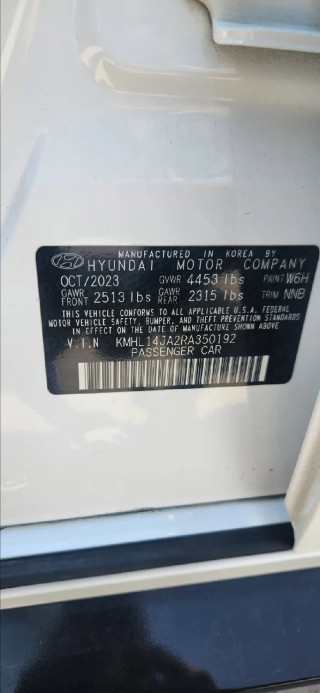 MANUFACTURED IN KOREA BY
HYUNDAI MOTOR COMPANY
OCT/2023 GVWR 4453 lbs PAINT W6H
GAWR FRONT 2513 lbs GAWR REAR 2315 lbs TRIM NNB
THIS VEHICLE CONFORMS TO ALL APPLICABLE U.S.A. FEDERAL
MOTOR VEHICLE SAFETY, BUMPER, AND THEFT PREVENTION STANDARDS
IN EFFECT ON THE DATE OF MANUFACTURE SHOWN ABOVE.
V.I.N KMHL14JA2RA350192
PASSENGER CAR